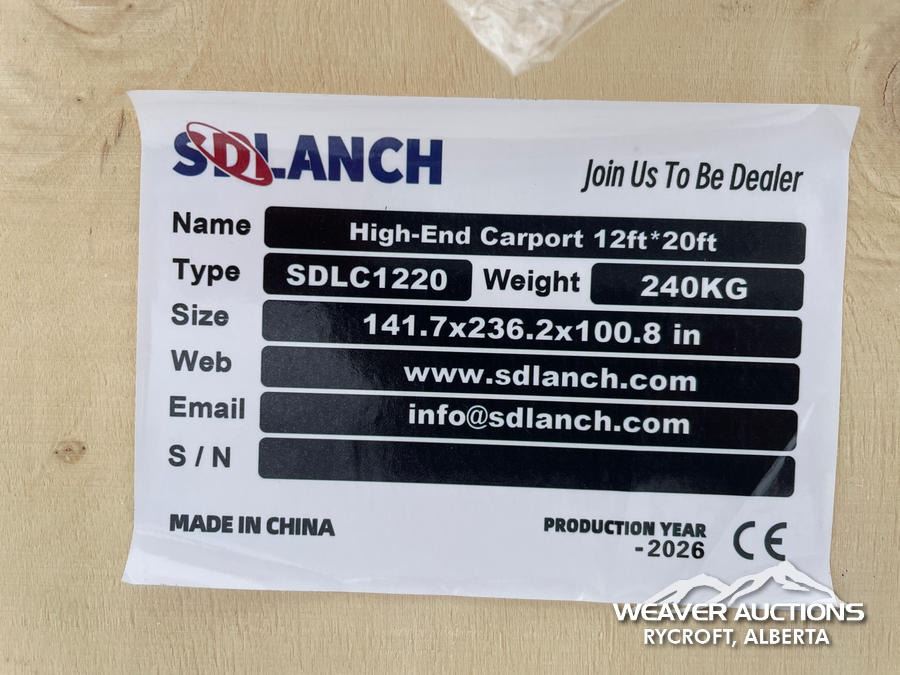 SDLANCH
Join Us To Be Dealer
Name High-End Carport 12ft*20ft
Type SDLC1220 Weight 240KG
Size 141.7x236.2x100.8 in
Web www.sdlanch.com
Email info@sdlanch.com
S / N
MADE IN CHINA
PRODUCTION YEAR
-2026
CE
WEAVER AUCTIONS
RYCROFT, ALBERTA